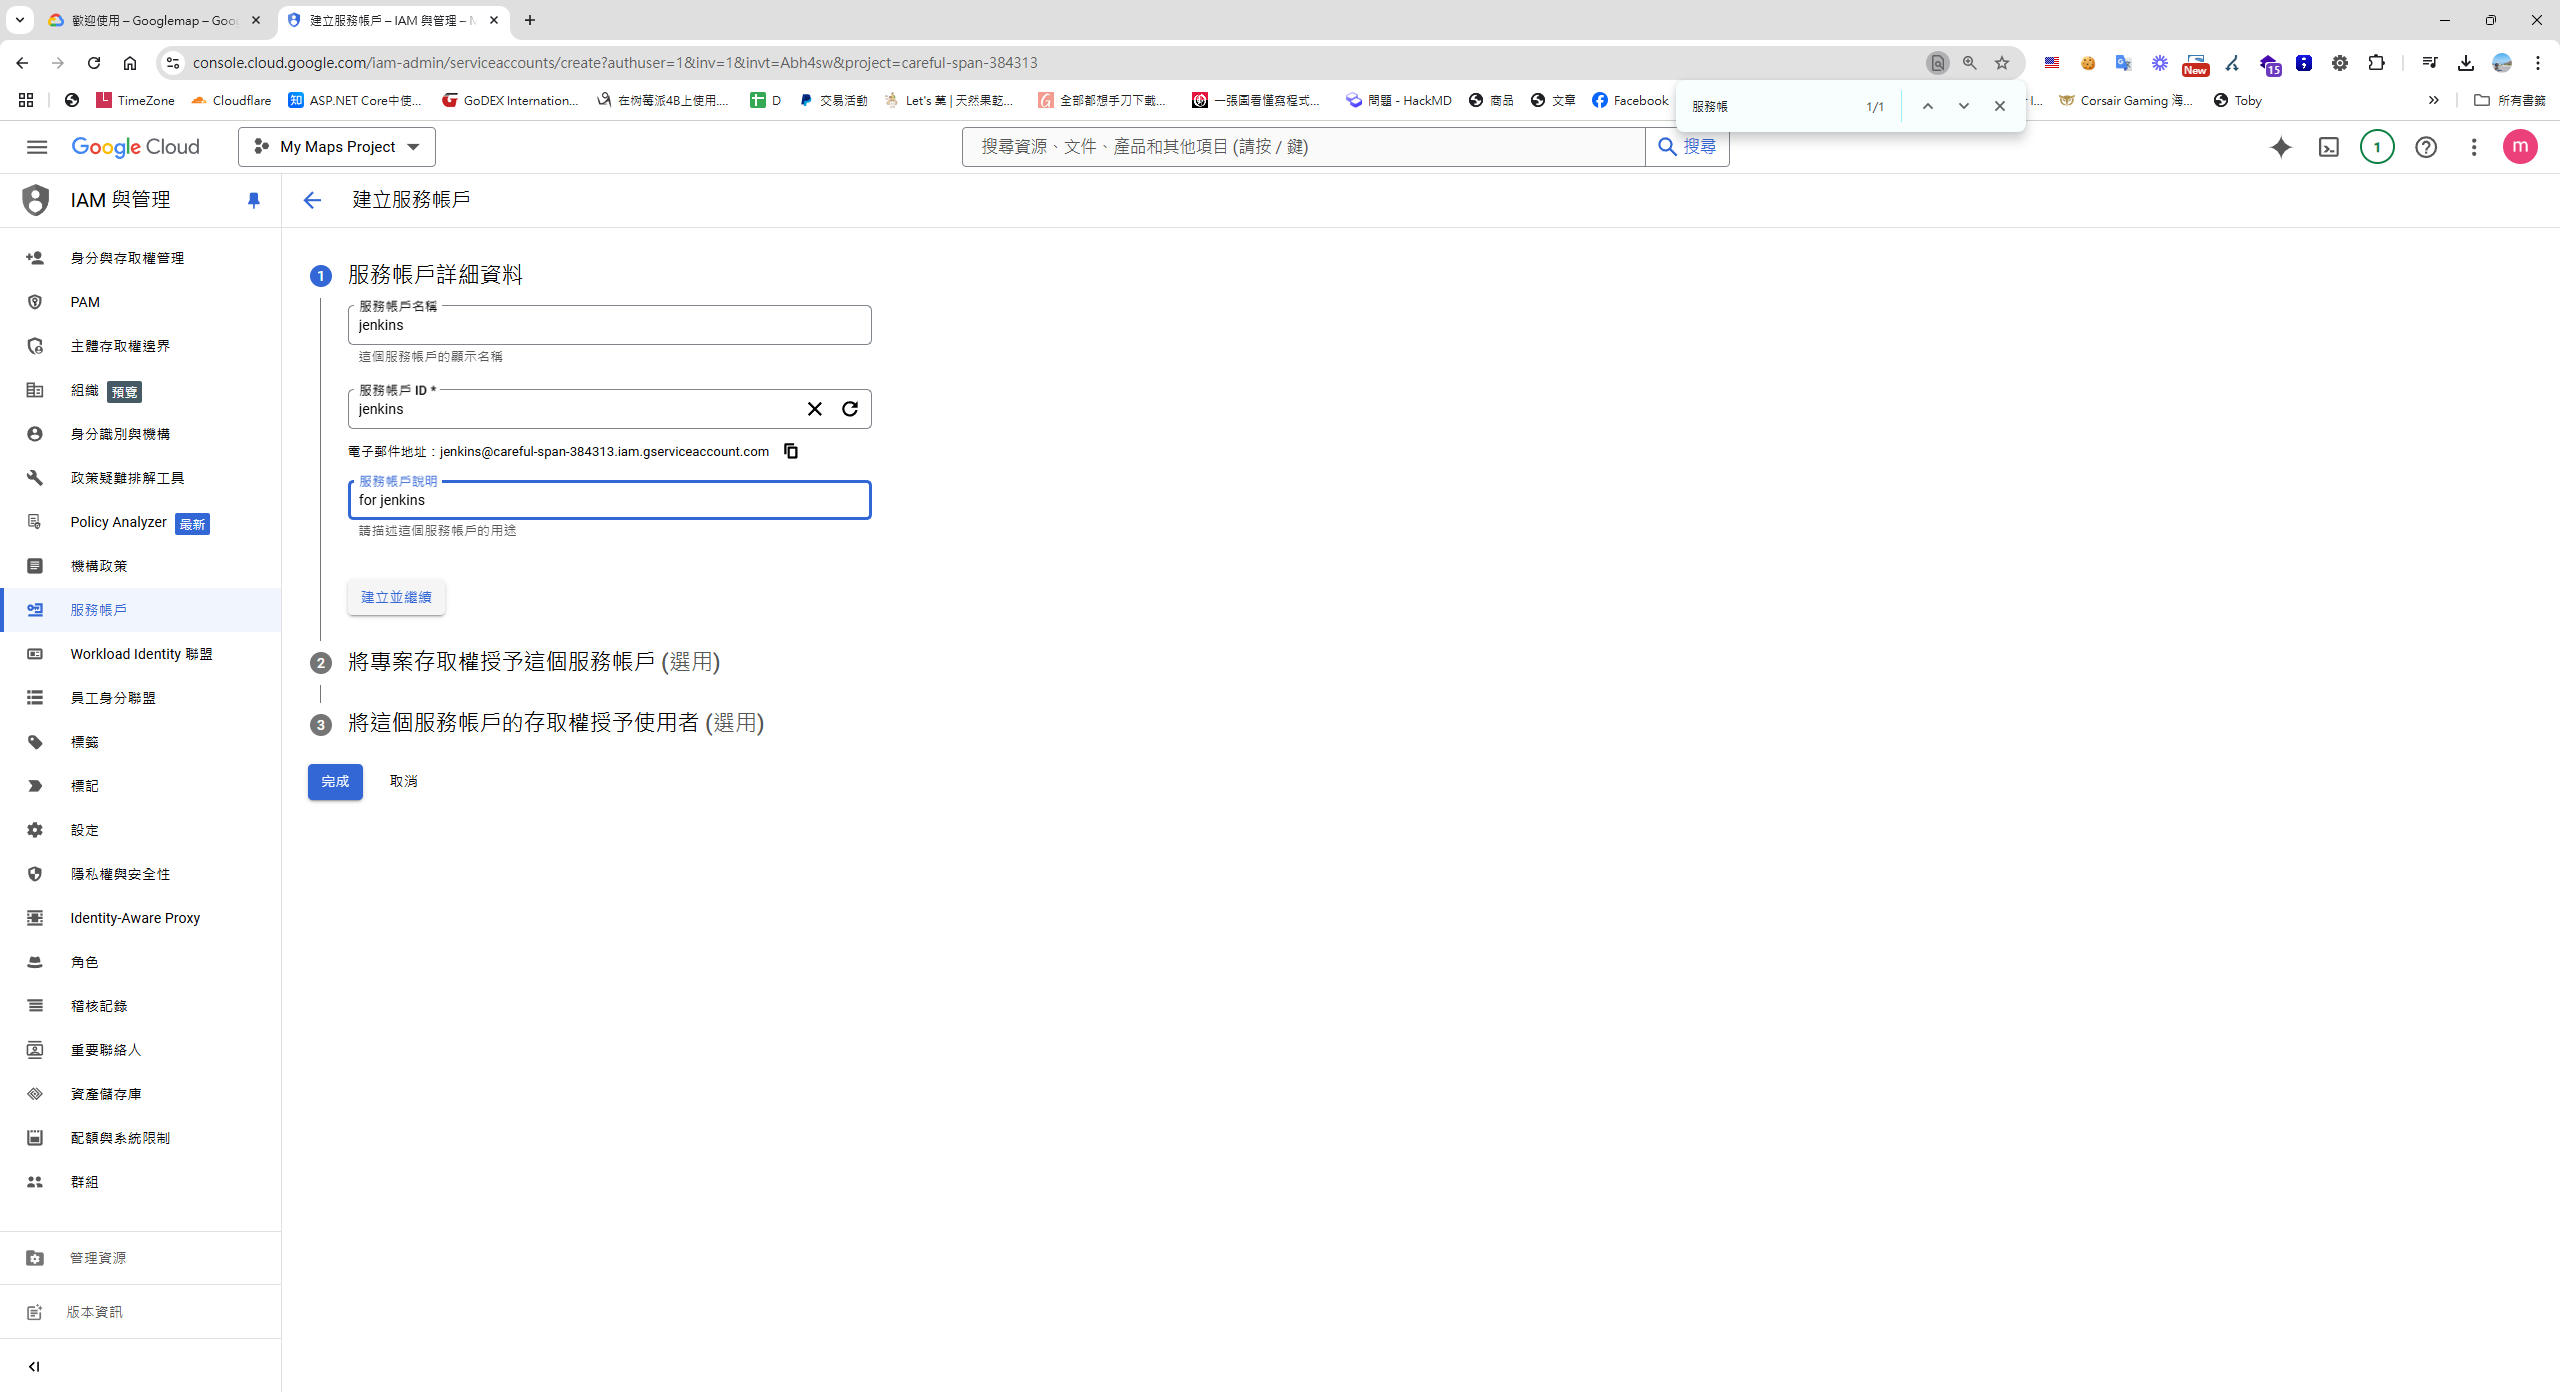 歡迎使用 – Googlemap – Goo
建立服務帳戶 – IAM 與管理 – M
console.cloud.google.com/iam-admin/serviceaccounts/create?authuser=1&inv=1&invt=Abh4sw&project=careful-span-384313
New
15
TimeZone
Cloudflare
ASP.NET Core中使...
GoDEX Internation...
在树莓派4B上使用....
D
交易活動
Let's 菓 | 天然果乾...
全部都想手刀下載...
一張圖看懂寫程式...
問題 - HackMD
商品
文章
Facebook
Corsair Gaming 海...
Toby
所有書籤
服務帳
1/1
Google Cloud
My Maps Project
搜尋資源、文件、產品和其他項目 (請按 / 鍵)
搜尋
1
m
IAM 與管理
建立服務帳戶
身分與存取權管理
PAM
主體存取權邊界
組織 預覽
身分識別與機構
政策疑難排解工具
Policy Analyzer 最新
機構政策
服務帳戶
Workload Identity 聯盟
員工身分聯盟
標籤
標記
設定
隱私權與安全性
Identity-Aware Proxy
角色
稽核記錄
重要聯絡人
資產儲存庫
配額與系統限制
群組
管理資源
版本資訊
1 服務帳戶詳細資料
服務帳戶名稱
jenkins
這個服務帳戶的顯示名稱
服務帳戶 ID *
jenkins
電子郵件地址：jenkins@careful-span-384313.iam.gserviceaccount.com
服務帳戶說明
for jenkins
請描述這個服務帳戶的用途
建立並繼續
2 將專案存取權授予這個服務帳戶 (選用)
3 將這個服務帳戶的存取權授予使用者 (選用)
完成 取消